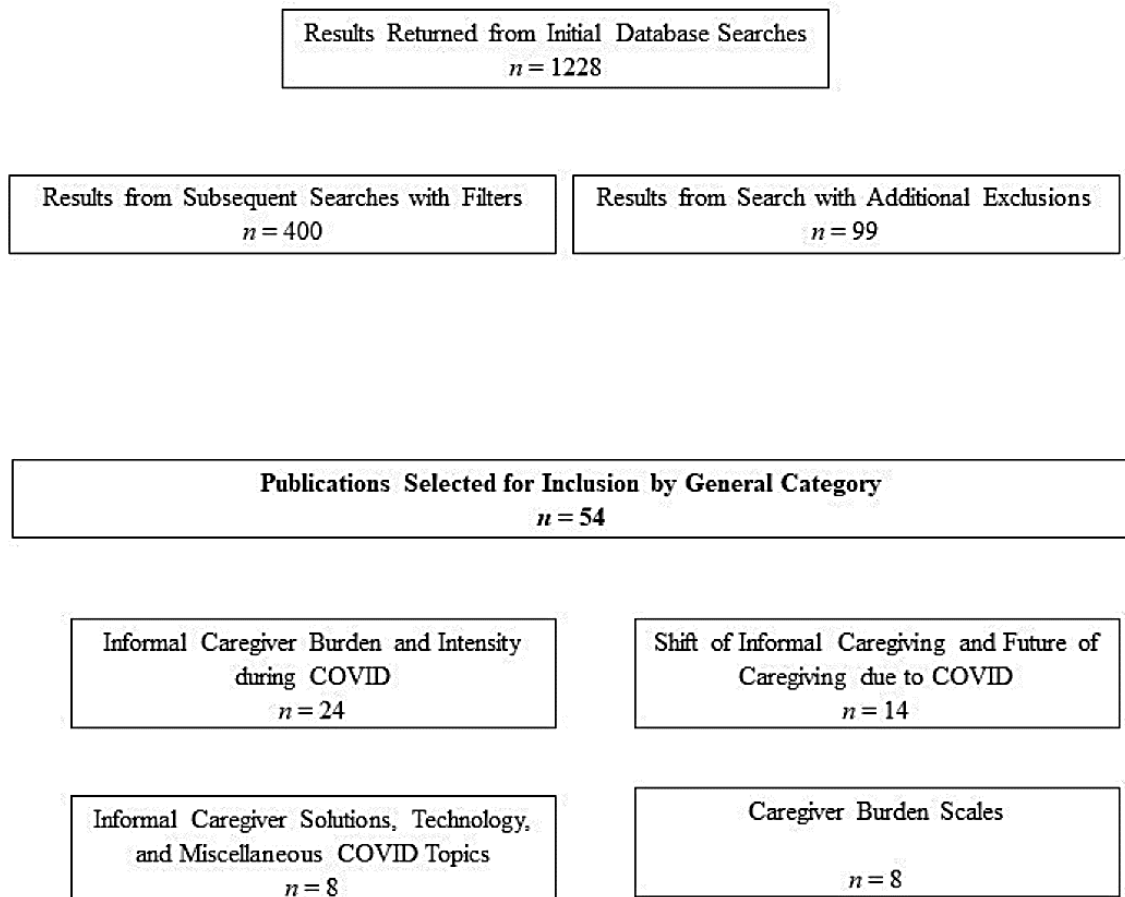 Results Returned from Initial Database Searches
n = 1228
Results from Subsequent Searches with Filters
n = 400
Results from Search with Additional Exclusions
n = 99
Publications Selected for Inclusion by General Category
n = 54
Informal Caregiver Burden and Intensity
during COVID
n = 24
Shift of Informal Caregiving and Future of
Caregiving due to COVID
n = 14
Informal Caregiver Solutions, Technology,
and Miscellaneous COVID Topics
n = 8
Caregiver Burden Scales
n = 8